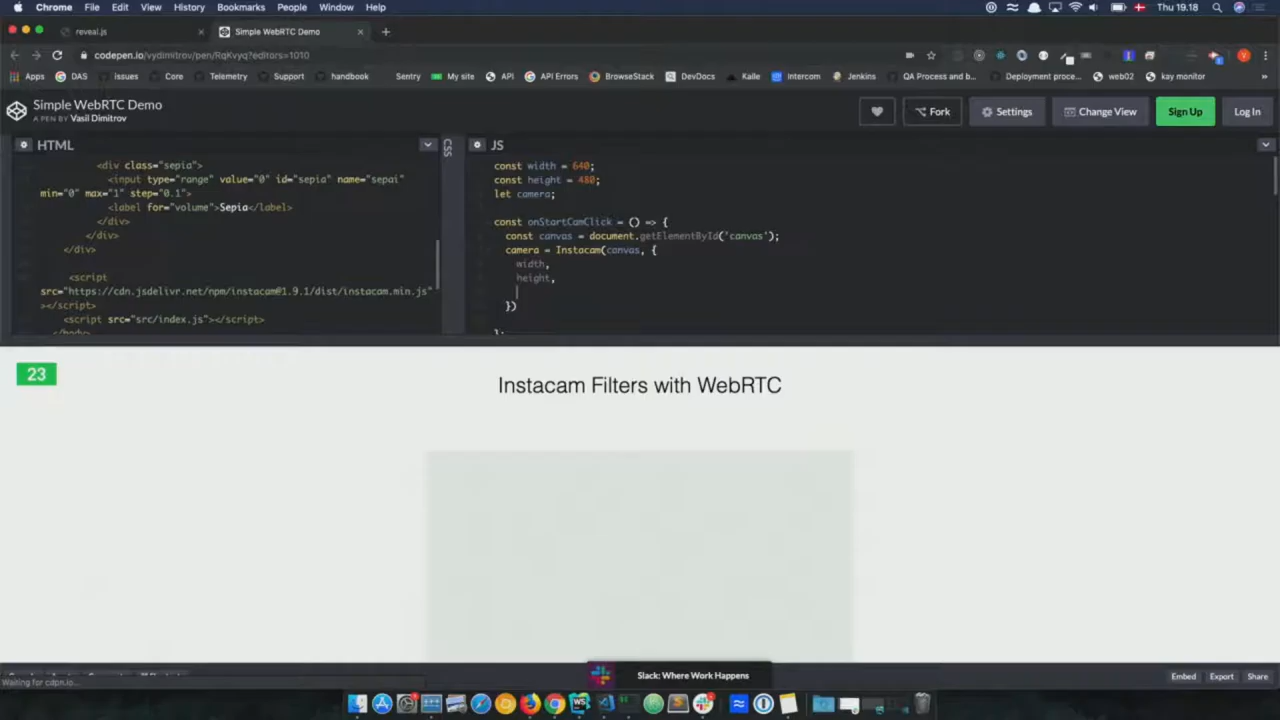 Chrome File Edit View History Bookmarks People Window Help Thu 19.18
reveal.js × Simple WebRTC Demo × +
codepen.io/vydimitrov/pen/RqKvyq?editors=1010
Apps DAS issues Core Telemetry Support handbook Sentry My site API API Errors BrowseStack DevDocs Kaile Intercom Jenkins QA Process and b... Deployment proce... web02 kay monitor »
Simple WebRTC Demo
A PEN BY Vasil Dimitrov
Fork Settings Change View Sign Up Log In
HTML
<div class="sepia">
<input type="range" value="0" id="sepia" name="sepai"
min="0" max="1" step="0.1">
<label for="volume">Sepia</label>
</div>
</div>
</div>
<script
src="https://cdn.jsdelivr.net/npm/instacam@1.9.1/dist/instacam.min.js"
></script>
<script src="src/index.js"></script>
</body>
CSS
JS
const width = 640;
const height = 480;
let camera;
const onStartCamClick = () => {
const canvas = document.getElementById('canvas');
camera = Instacam(canvas, {
width,
height,
})
};
23
Instacam Filters with WebRTC
Waiting for cdpn.io...
Slack: Where Work Happens
Embed Export Share